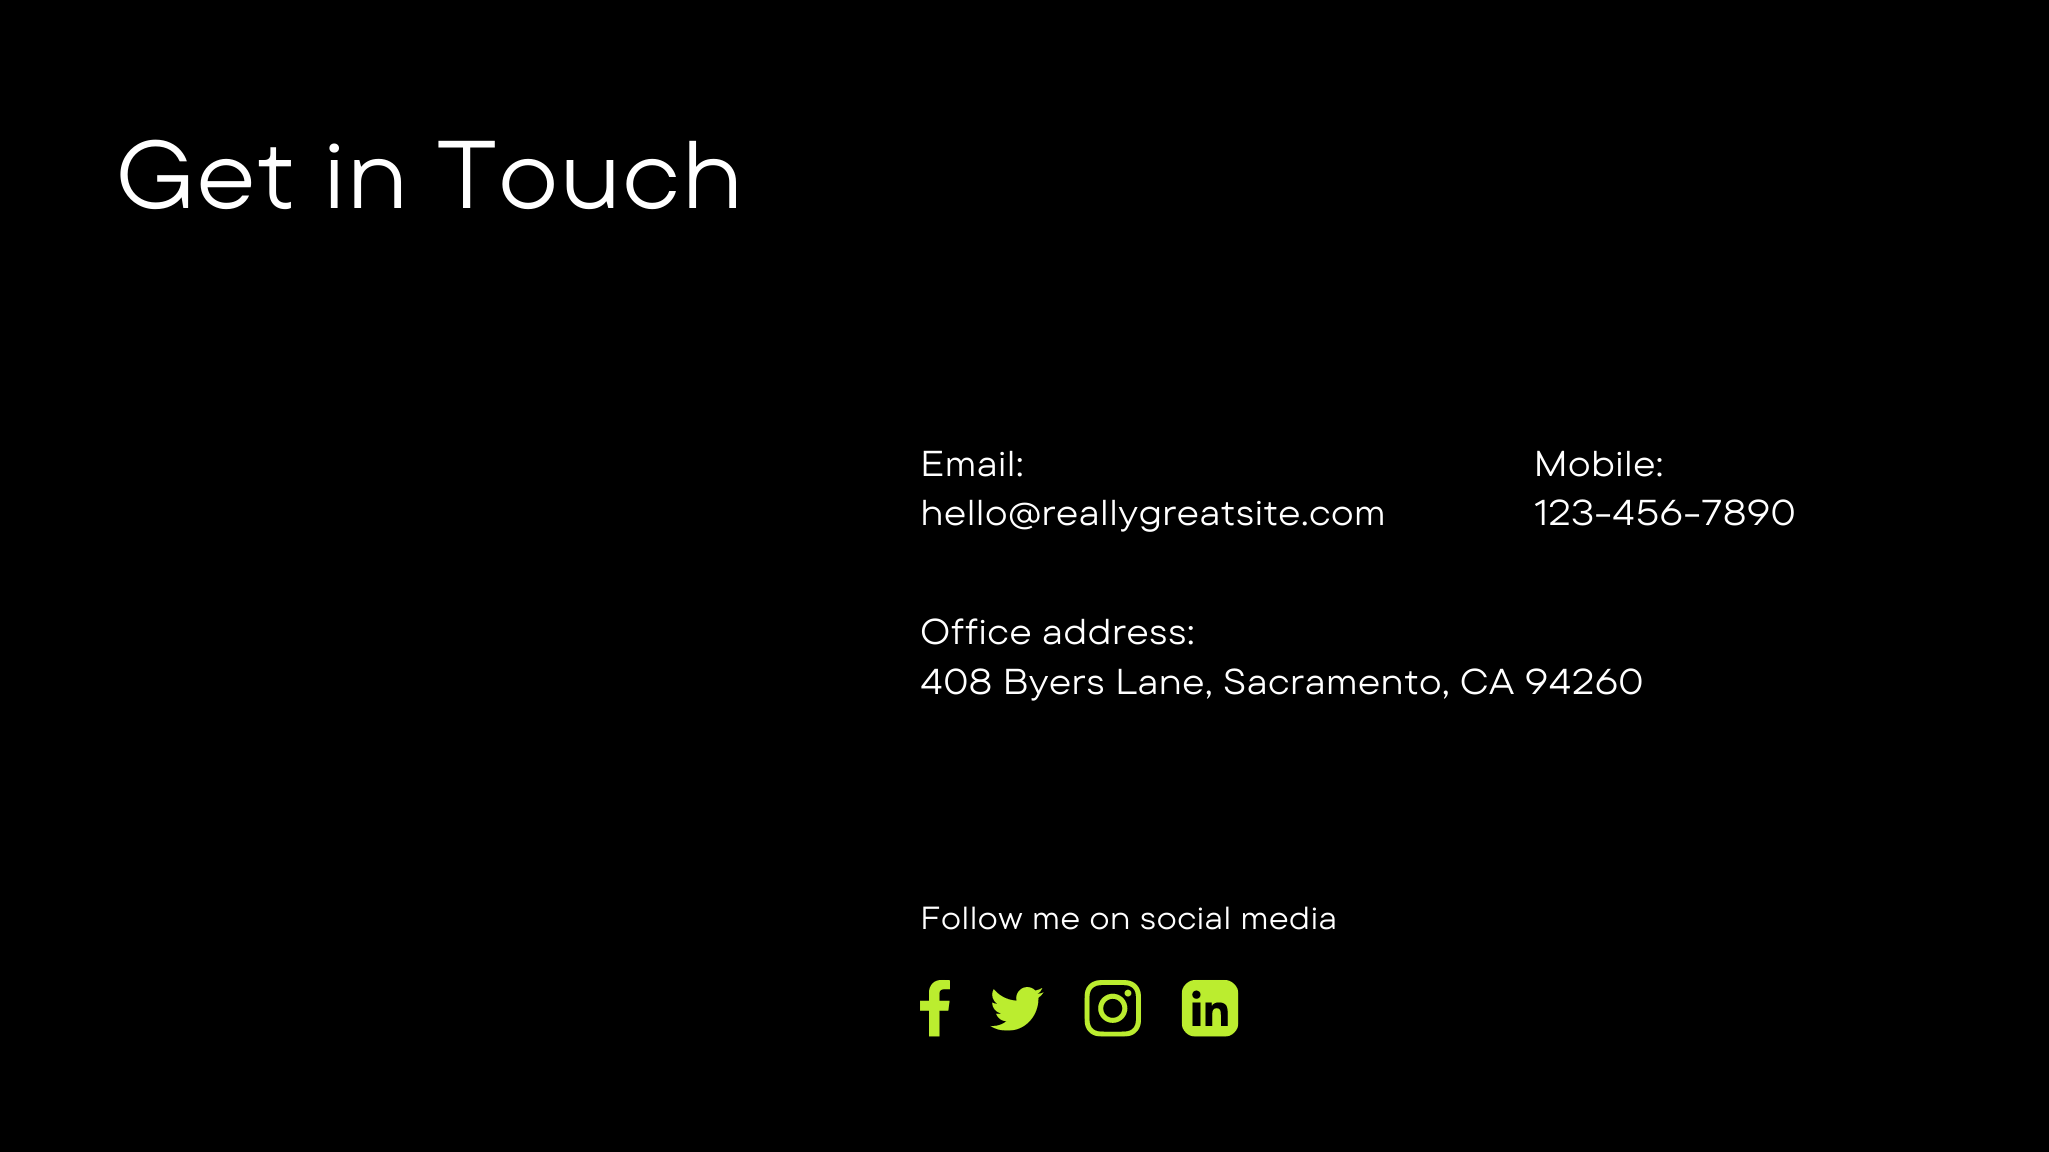 Get in Touch
Email:
hello@reallygreatsite.com
Mobile:
123-456-7890
Office address:
408 Byers Lane, Sacramento, CA 94260
Follow me on social media
f
in